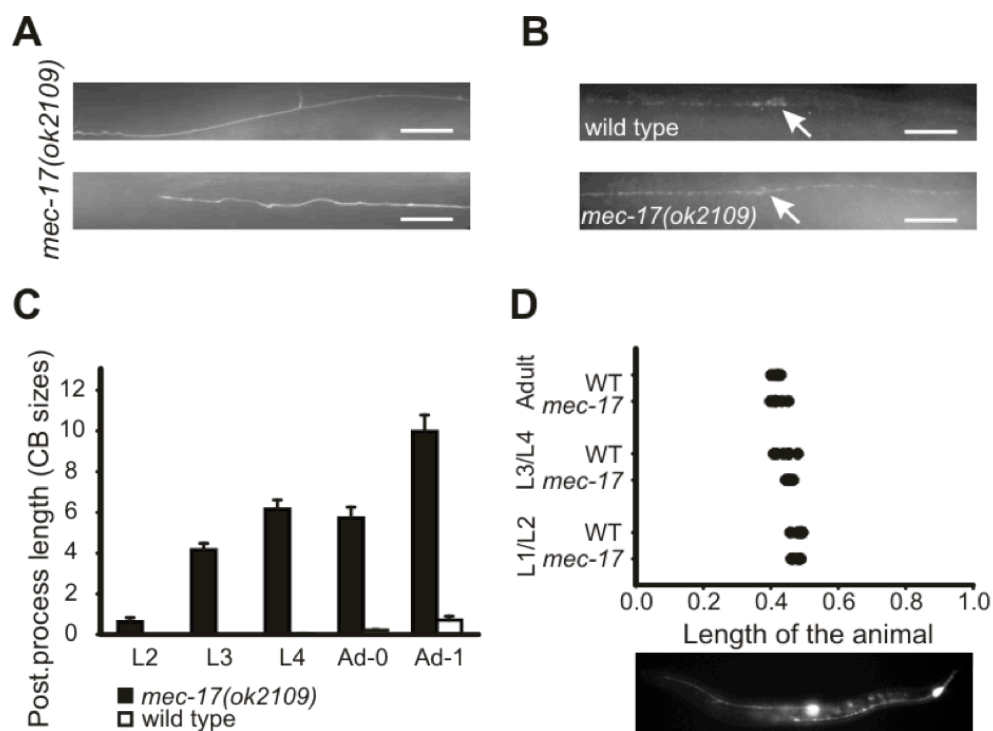 A
mec-17(ok2109)
B
wild type
mec-17(ok2109)
C
Post.process length (CB sizes)
12
10
8
6
4
2
0
L2 L3 L4 Ad-0 Ad-1
mec-17(ok2109)
wild type
D
Adult
WT
mec-17
L3/L4
WT
mec-17
L1/L2
WT
mec-17
0.0 0.2 0.4 0.6 0.8 1.0
Length of the animal